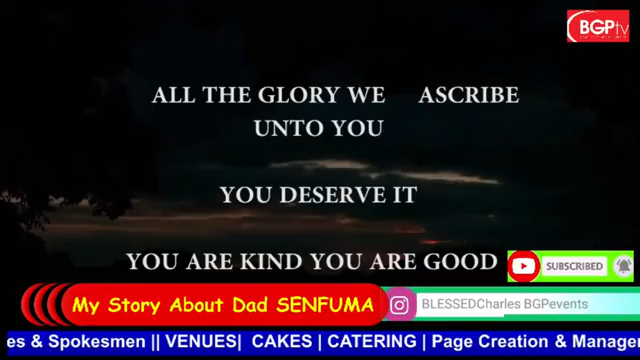 BGPtv
ALL THE GLORY WE ASCRIBE
UNTO YOU
YOU DESERVE IT
YOU ARE KIND YOU ARE GOOD
SUBSCRIBED
My Story About Dad SENFUMA
BLESSEDCharles BGPevents
es & Spokesmen || VENUES| CAKES | CATERING | Page Creation & Manager